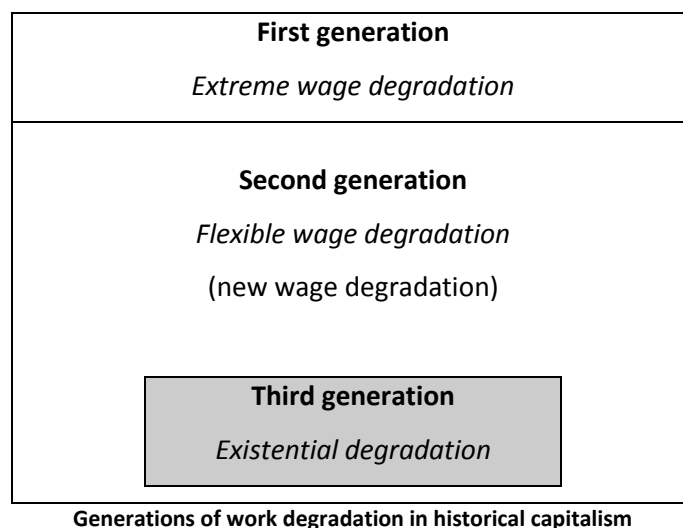 First generation
Extreme wage degradation
Second generation
Flexible wage degradation
(new wage degradation)
Third generation
Existential degradation
Generations of work degradation in historical capitalism